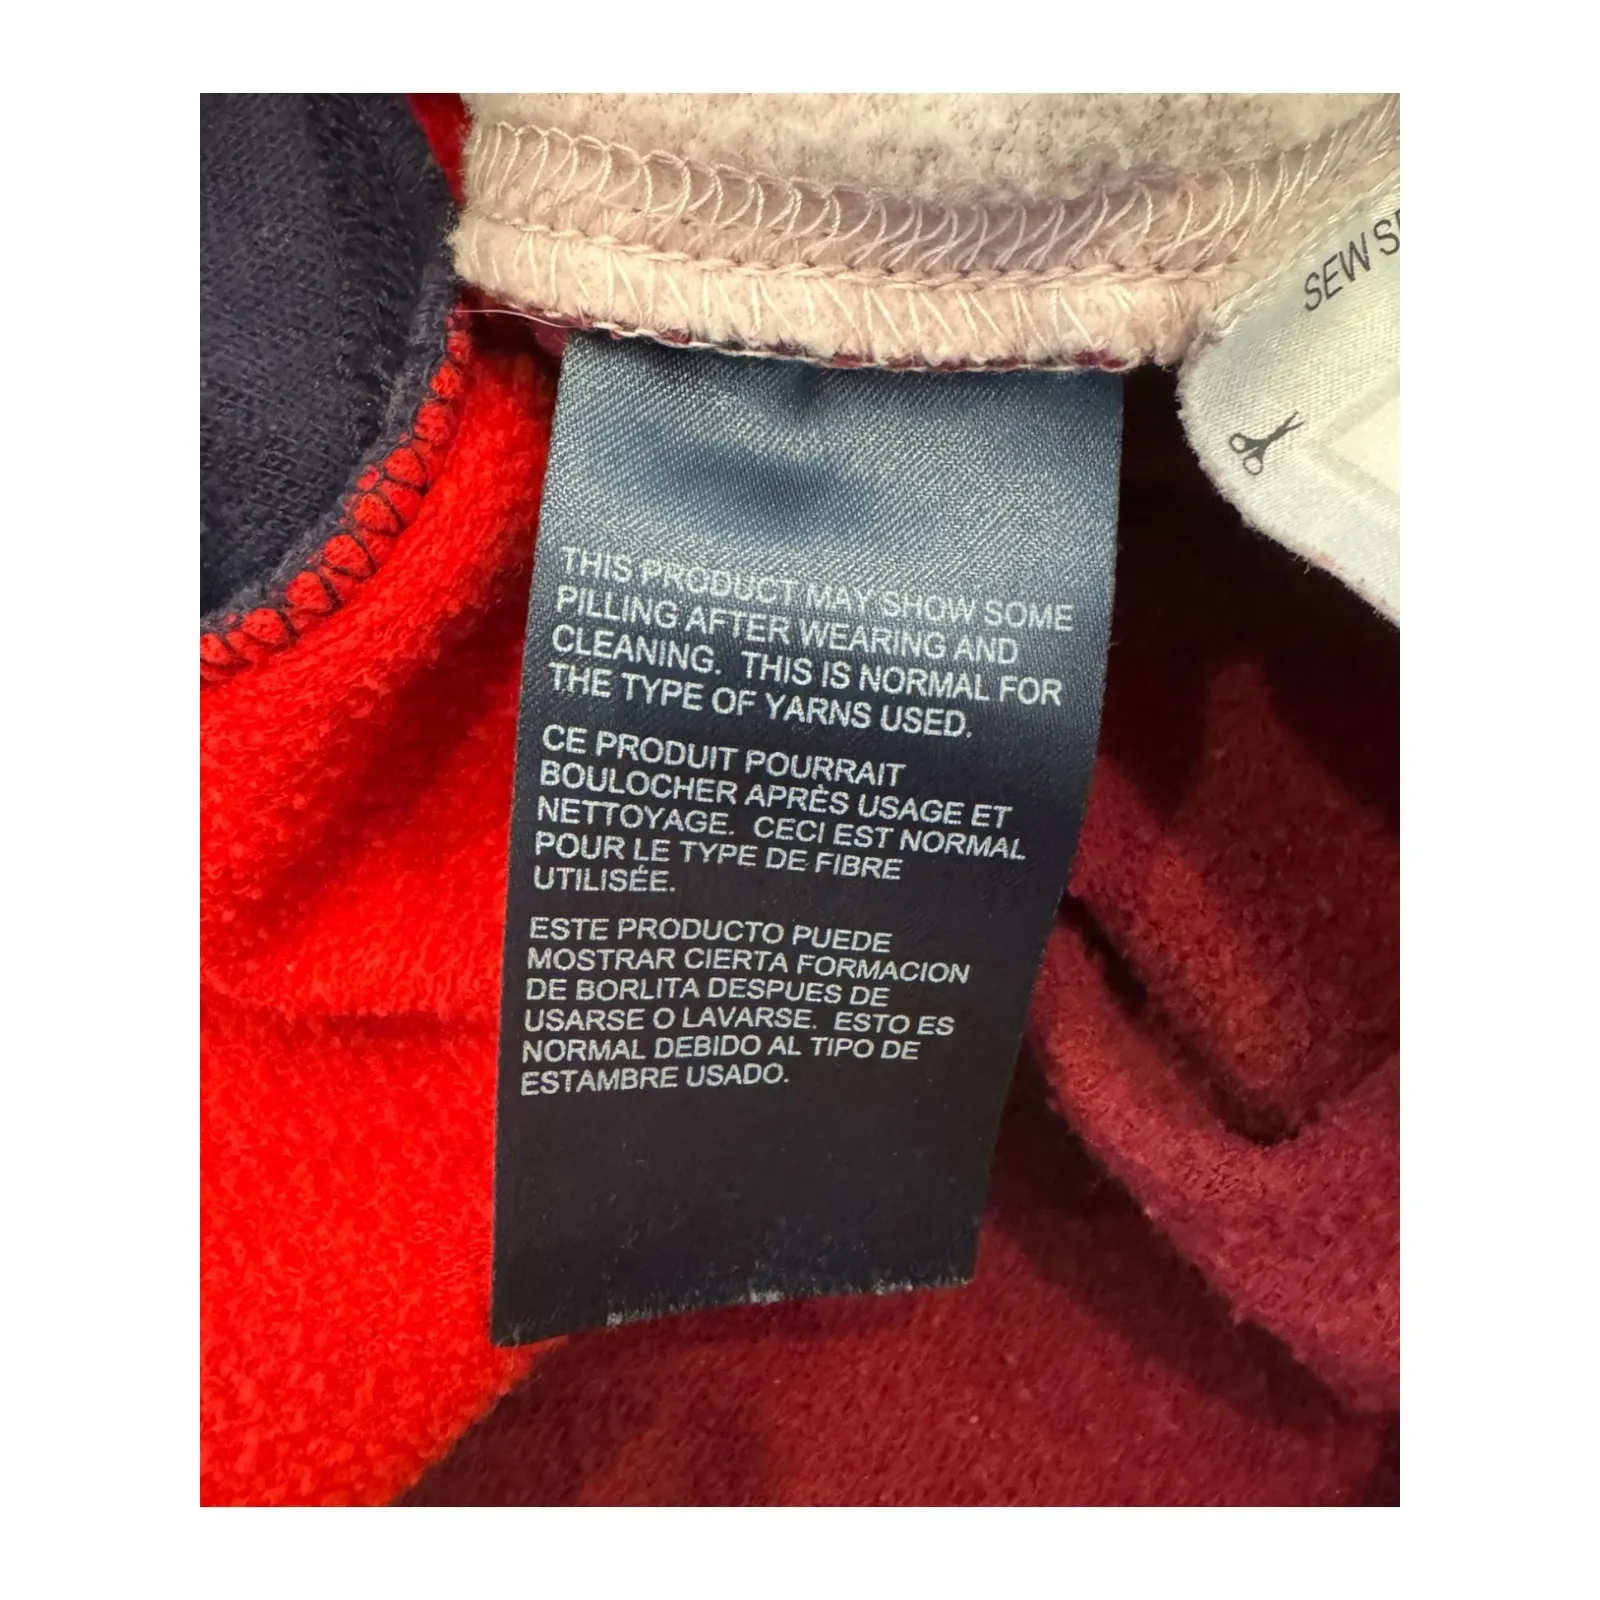 THIS PRODUCT MAY SHOW SOME
PILLING AFTER WEARING AND
CLEANING. THIS IS NORMAL FOR
THE TYPE OF YARNS USED.
CE PRODUIT POURRAIT
BOULOCHER APRÈS USAGE ET
NETTOYAGE. CECI EST NORMAL
POUR LE TYPE DE FIBRE
UTILISÉE.
ESTE PRODUCTO PUEDE
MOSTRAR CIERTA FORMACION
DE BORLITA DESPUES DE
USARSE O LAVARSE. ESTO ES
NORMAL DEBIDO AL TIPO DE
ESTAMBRE USADO.
SEW